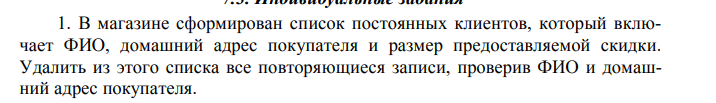 7.3. Индивидуальные задания
1. В магазине сформирован список постоянных клиентов, который вклю-
чает ФИО, домашний адрес покупателя и размер предоставляемой скидки.
Удалить из этого списка все повторяющиеся записи, проверив ФИО и домаш-
ний адрес покупателя.